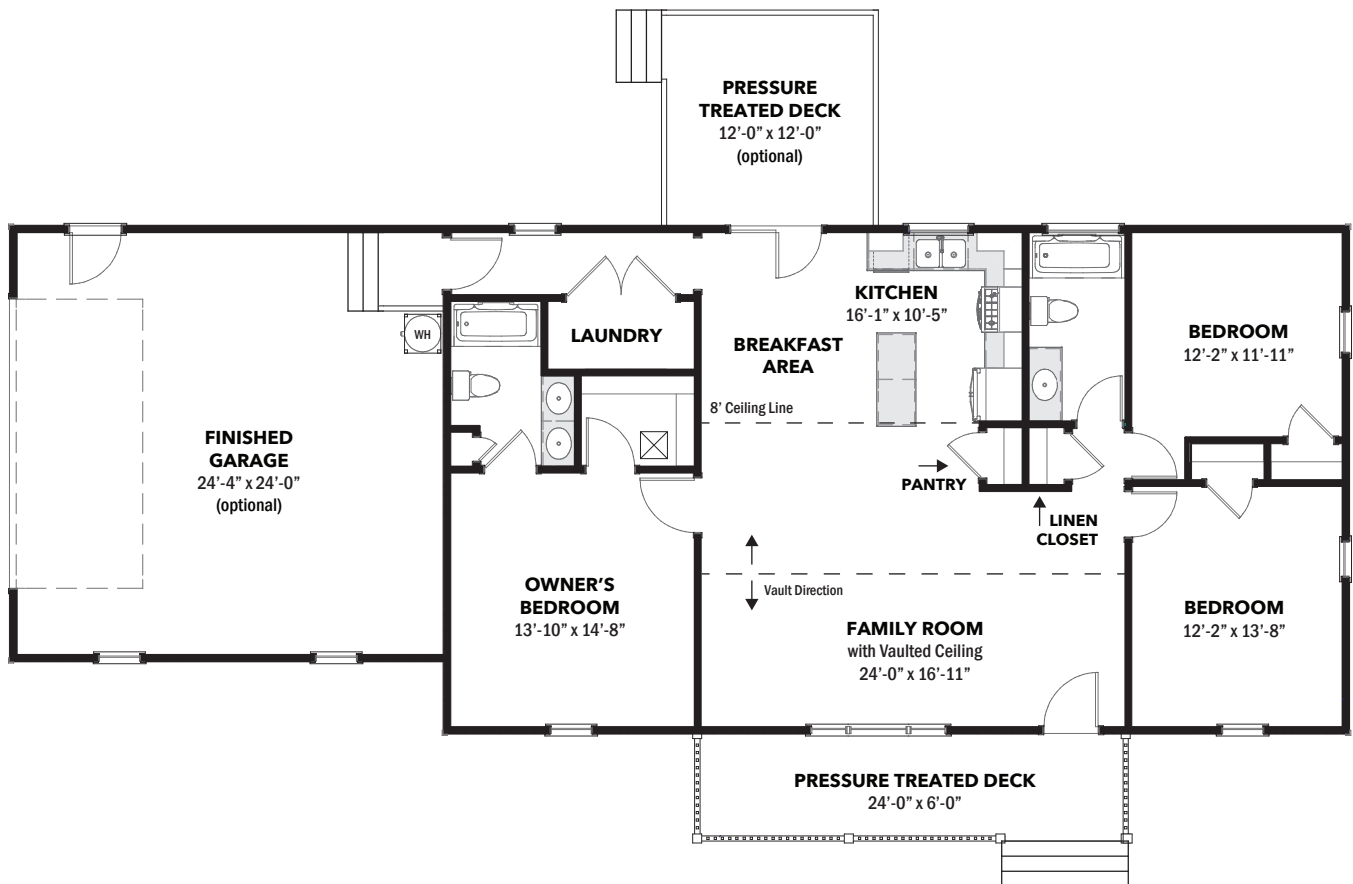 PRESSURE
TREATED DECK
12’-0” x 12’-0”
(optional)
KITCHEN
16’-1” x 10’-5”
WH
LAUNDRY
BREAKFAST
AREA
BEDROOM
12’-2” x 11’-11”
8’ Ceiling Line
FINISHED
GARAGE
24’-4” x 24’-0”
(optional)
PANTRY
LINEN
CLOSET
OWNER’S
BEDROOM
13’-10” x 14’-8”
Vault Direction
FAMILY ROOM
with Vaulted Ceiling
24’-0” x 16’-11”
BEDROOM
12’-2” x 13’-8”
PRESSURE TREATED DECK
24’-0” x 6’-0”